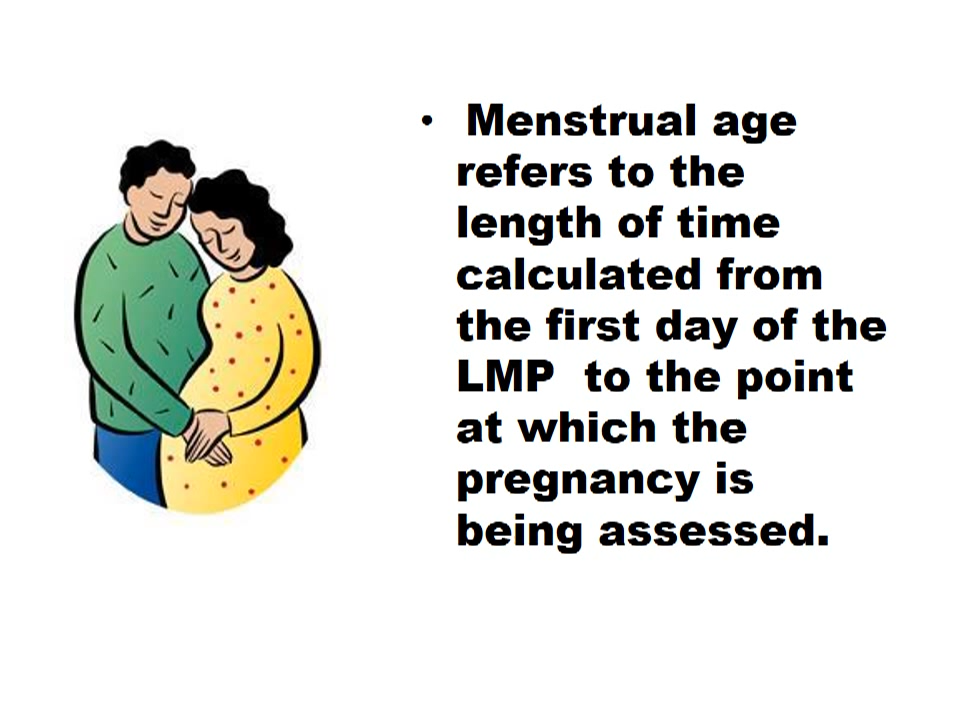 • Menstrual age
refers to the
length of time
calculated from
the first day of the
LMP  to the point
at which the
pregnancy is
being assessed.